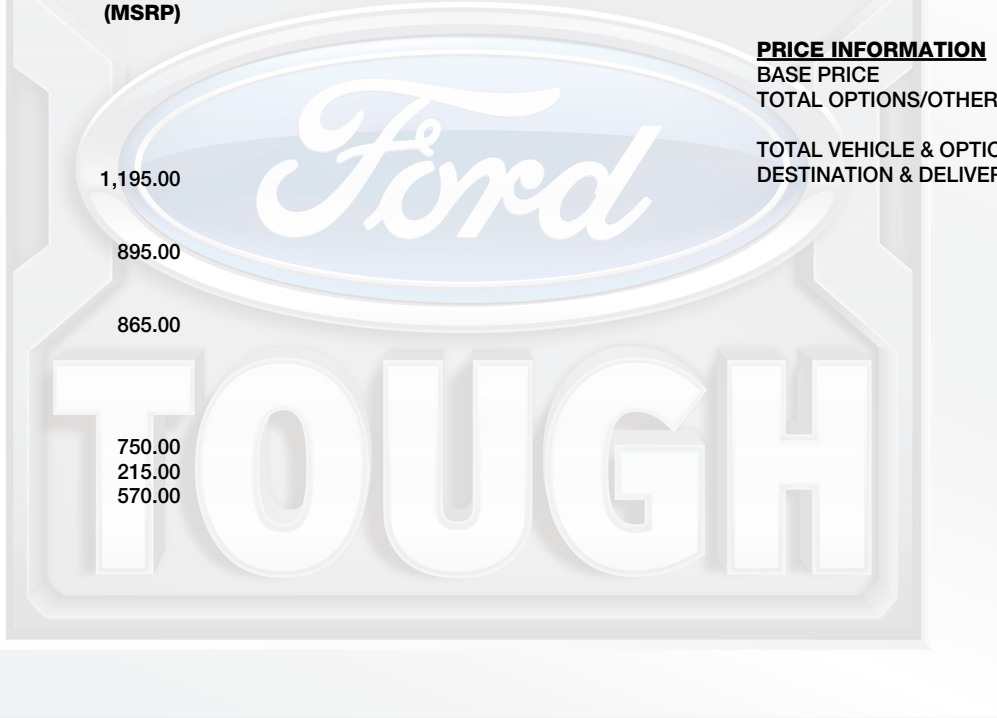 (MSRP)
1,195.00
895.00
865.00
750.00
215.00
570.00
PRICE INFORMATION
BASE PRICE
TOTAL OPTIONS/OTHER
TOTAL VEHICLE & OPTIO
DESTINATION & DELIVER
Ford
TOUGH